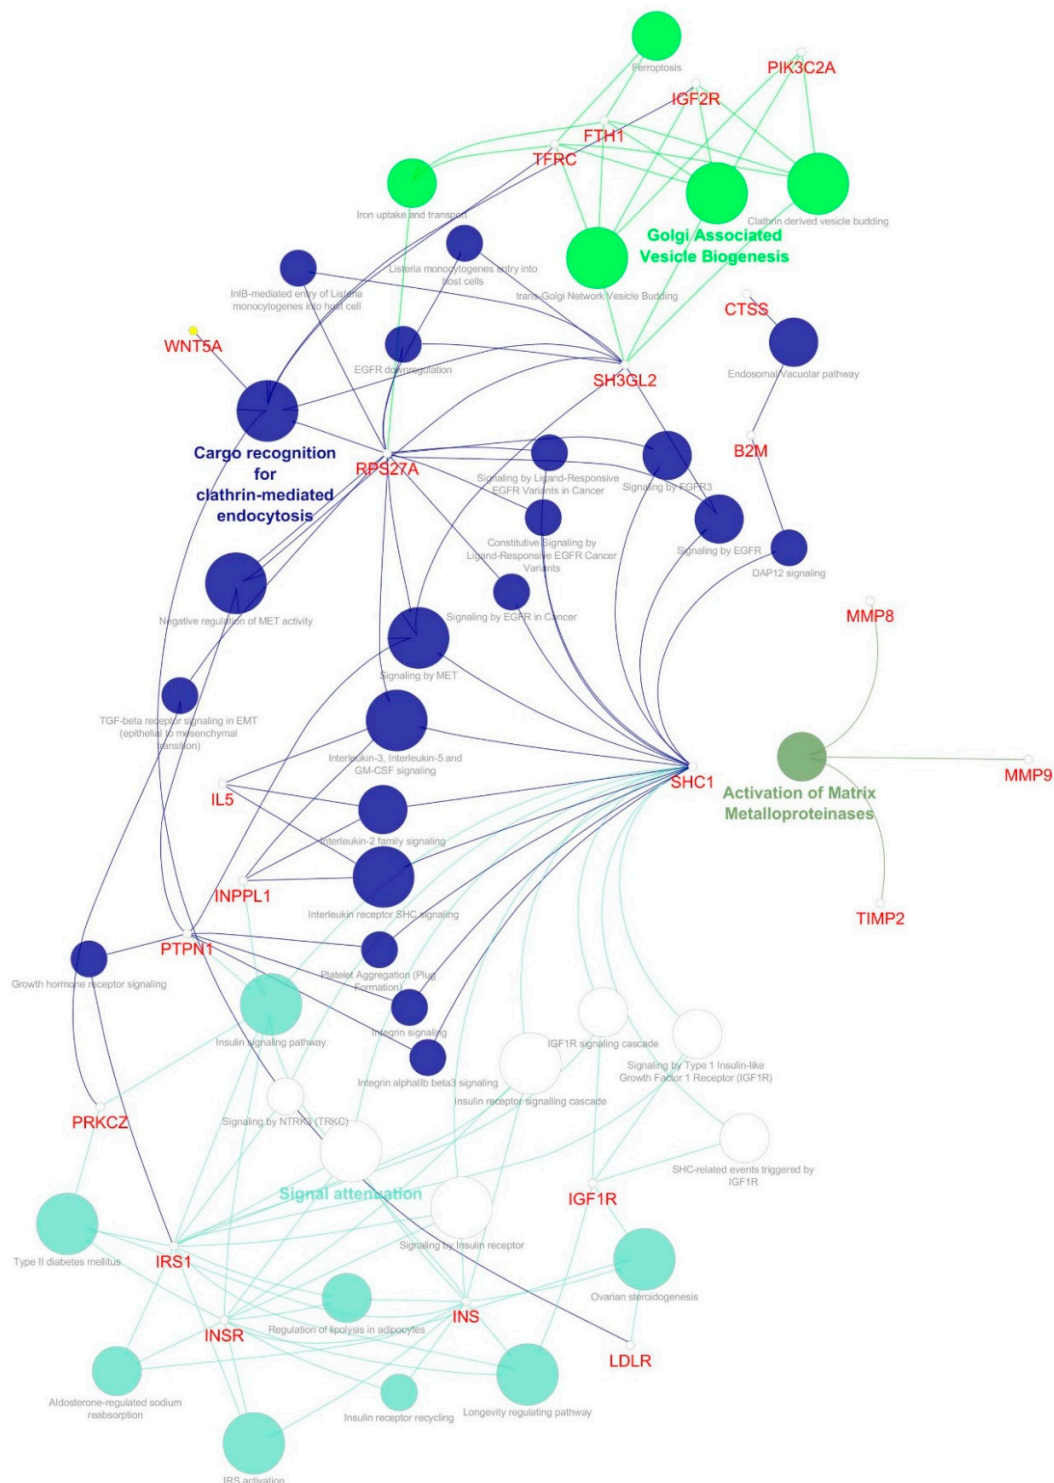 Ferroptosis
PIK3C2A
IGF2R
FTH1
TFRC
Iron uptake and transport
Clathrin derived vesicle budding
Golgi Associated
Vesicle Biogenesis
Listeria monocytogenes entry into
host cells
trans-Golgi Network Vesicle Budding
InlB-mediated entry of Listeria
monocytogenes into host cell
CTSS
WNT5A
EGFR downregulation
Endosomal/Vacuolar pathway
SH3GL2
Cargo recognition
for
clathrin-mediated
endocytosis
B2M
RPS27A
Signaling by Ligand-Responsive
EGFR Variants in Cancer
Signaling by FGFR3
Constitutive Signaling by
Ligand-Responsive EGFR Cancer
Variants
Signaling by EGFR
DAP12 signaling
Signaling by EGFR in Cancer
Negative regulation of MET activity
MMP8
Signaling by MET
TGF-beta receptor signaling in EMT
(epithelial to mesenchymal
transition)
Interleukin-3, Interleukin-5 and
GM-CSF signaling
SHC1
MMP9
IL5
Activation of Matrix
Metalloproteinases
Interleukin-2 family signaling
INPPL1
Interleukin receptor SHC signaling
TIMP2
PTPN1
Platelet Aggregation (Plug
Formation)
Growth hormone receptor signaling
Integrin signaling
Insulin signaling pathway
IGF1R signaling cascade
Signaling by Type 1 Insulin-like
Growth Factor 1 Receptor (IGF1R)
Integrin alphaIIb beta3 signaling
Insulin receptor signalling cascade
PRKCZ
Signaling by NTRK3 (TRKC)
SHC-related events triggered by
IGF1R
Signal attenuation
IGF1R
Signaling by Insulin receptor
Type II diabetes mellitus
IRS1
Ovarian steroidogenesis
INS
Regulation of lipolysis in adipocytes
INSR
LDLR
Aldosterone-regulated sodium
reabsorption
Insulin receptor recycling
Longevity regulating pathway
IRS activation